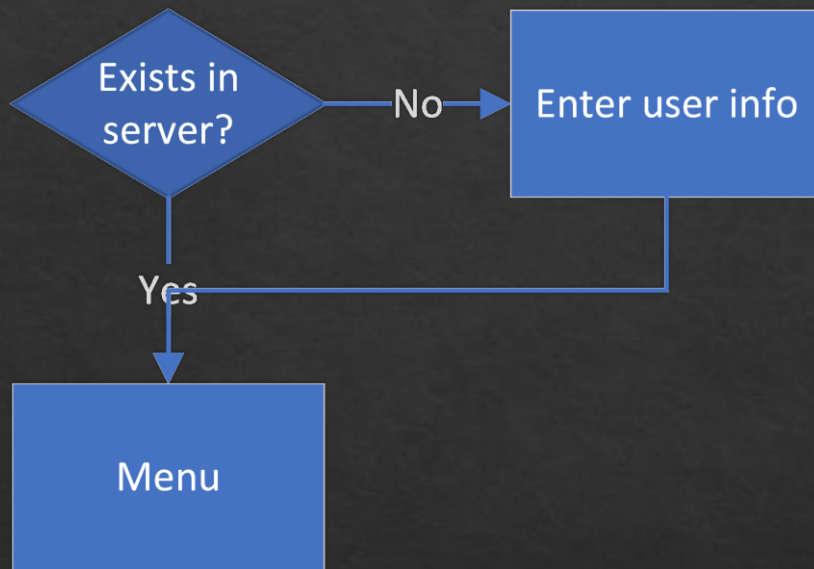 Exists in
server?
No
Enter user info
Yes
Menu